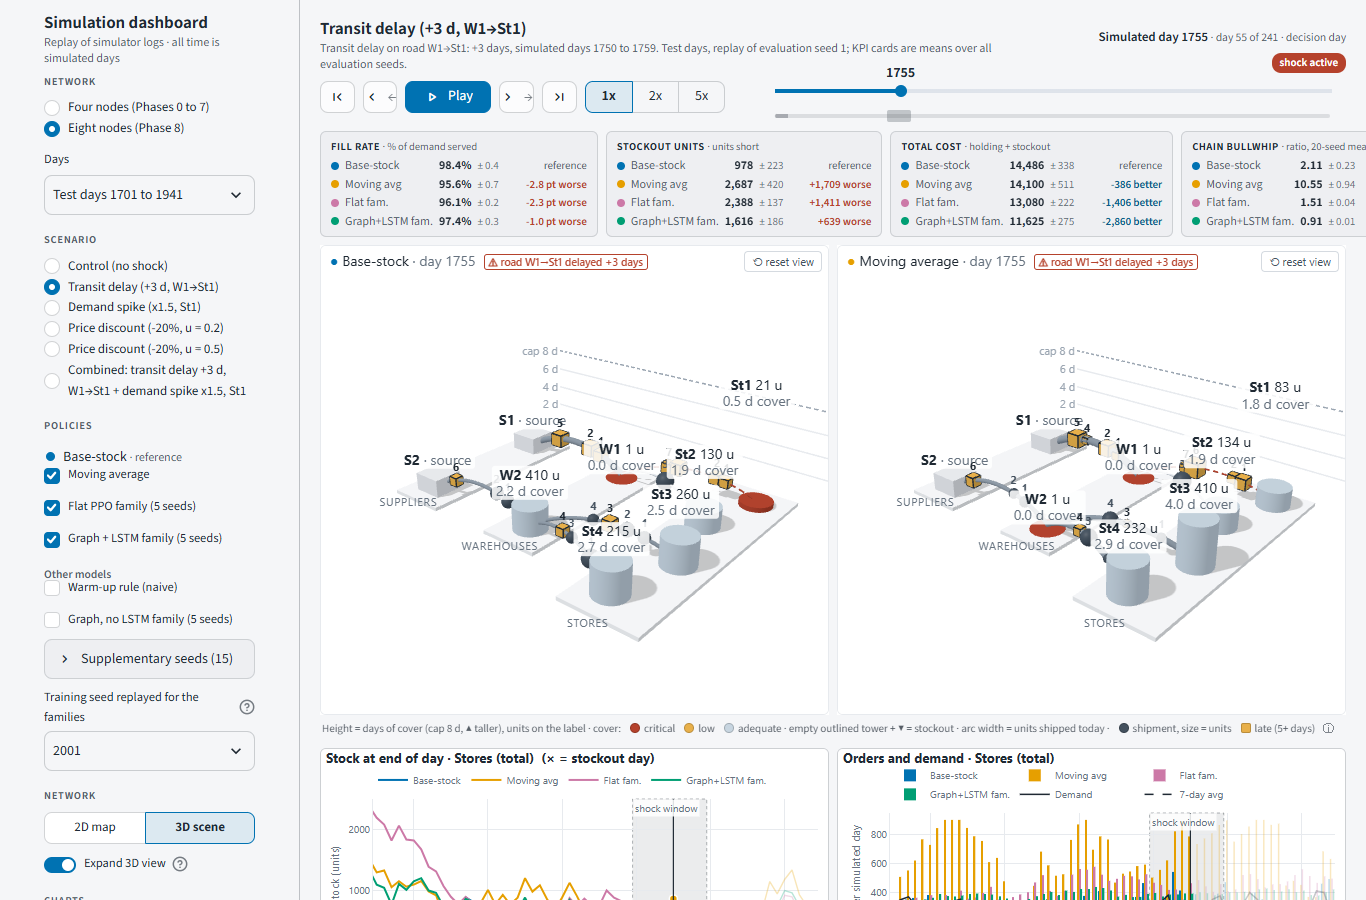 Simulation dashboard
Replay of simulator logs · all time is
simulated days
NETWORK
Four nodes (Phases 0 to 7)
Eight nodes (Phase 8)
Days
Test days 1701 to 1941
SCENARIO
Control (no shock)
Transit delay (+3 d, W1→St1)
Demand spike (x1.5, St1)
Price discount (-20%, u = 0.2)
Price discount (-20%, u = 0.5)
Combined: transit delay +3 d,
W1→St1 + demand spike x1.5, St1
POLICIES
Base-stock · reference
Moving average
Flat PPO family (5 seeds)
Graph + LSTM family (5 seeds)
Other models
Warm-up rule (naive)
Graph, no LSTM family (5 seeds)
Supplementary seeds (15)
Training seed replayed for the
families
2001
NETWORK
2D map
3D scene
Expand 3D view
Transit delay (+3 d, W1→St1)
Transit delay on road W1→St1: +3 days, simulated days 1750 to 1759. Test days, replay of evaluation seed 1; KPI cards are means over all
evaluation seeds.
Play
1x
2x
5x
1755
Simulated day 1755 · day 55 of 241 · decision day
shock active
FILL RATE · % of demand served
Base-stock 98.4% ± 0.4 reference
Moving avg 95.6% ± 0.7 -2.8 pt worse
Flat fam. 96.1% ± 0.2 -2.3 pt worse
Graph+LSTM fam. 97.4% ± 0.3 -1.0 pt worse
STOCKOUT UNITS · units short
Base-stock 978 ± 223 reference
Moving avg 2,687 ± 420 +1,709 worse
Flat fam. 2,388 ± 137 +1,411 worse
Graph+LSTM fam. 1,616 ± 186 +639 worse
TOTAL COST · holding + stockout
Base-stock 14,486 ± 338 reference
Moving avg 14,100 ± 511 -386 better
Flat fam. 13,080 ± 222 -1,406 better
Graph+LSTM fam. 11,625 ± 275 -2,860 better
CHAIN BULLWHIP · ratio, 20-seed mea
Base-stock 2.11 ± 0.23
Moving avg 10.55 ± 0.94
Flat fam. 1.51 ± 0.04
Graph+LSTM fam. 0.91 ± 0.01
Base-stock · day 1755
⚠ road W1→St1 delayed +3 days
reset view
cap 8 d
6 d
4 d
2 d
St1 21 u
0.5 d cover
S1 · source
5
2
W1 1 u
0.0 d cover
St2 130 u
1.9 d cover
S2 · source
6
W2 410 u
2.2 d cover
St3 260 u
2.5 d cover
SUPPLIERS
4
3
2
St4 215 u
2.7 d cover
WAREHOUSES
STORES
Moving average · day 1755
⚠ road W1→St1 delayed +3 days
reset view
cap 8 d
6 d
4 d
2 d
St1 83 u
1.8 d cover
S1 · source
5
4
2
W1 1 u
0.0 d cover
St2 134 u
1.9 d cover
S2 · source
6
2
1
W2 1 u
0.0 d cover
St3 410 u
4.0 d cover
SUPPLIERS
4
4
3
St4 232 u
2.9 d cover
WAREHOUSES
STORES
Height = days of cover (cap 8 d, ▲ taller), units on the label · cover: critical low adequate · empty outlined tower + ▼ = stockout · arc width = units shipped today · shipment, size = units late (5+ days)
Stock at end of day · Stores (total) (× = stockout day)
Base-stock Moving avg Flat fam. Graph+LSTM fam.
shock window
2000
1000
Orders and demand · Stores (total)
Base-stock Moving avg Flat fam.
Graph+LSTM fam. Demand 7-day avg
shock window
800
600
400